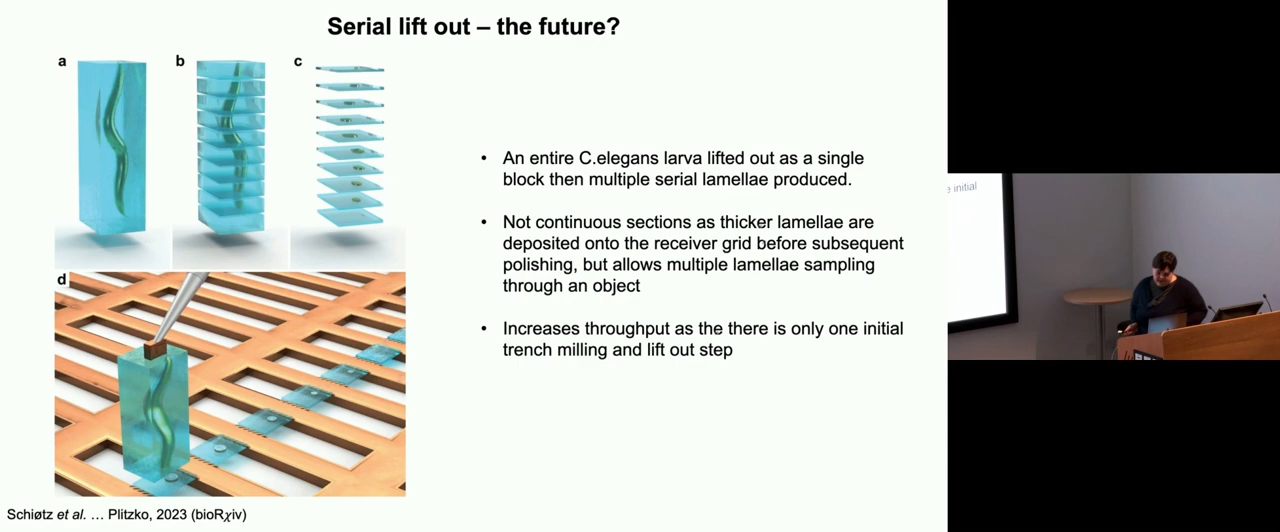 Serial lift out – the future?
a
b
c
d
• An entire C.elegans larva lifted out as a single
block then multiple serial lamellae produced.
• Not continuous sections as thicker lamellae are
deposited onto the receiver grid before subsequent
polishing, but allows multiple lamellae sampling
through an object
• Increases throughput as the there is only one initial
trench milling and lift out step
Schiøtz et al. … Plitzko, 2023 (bioRχiv)
initial